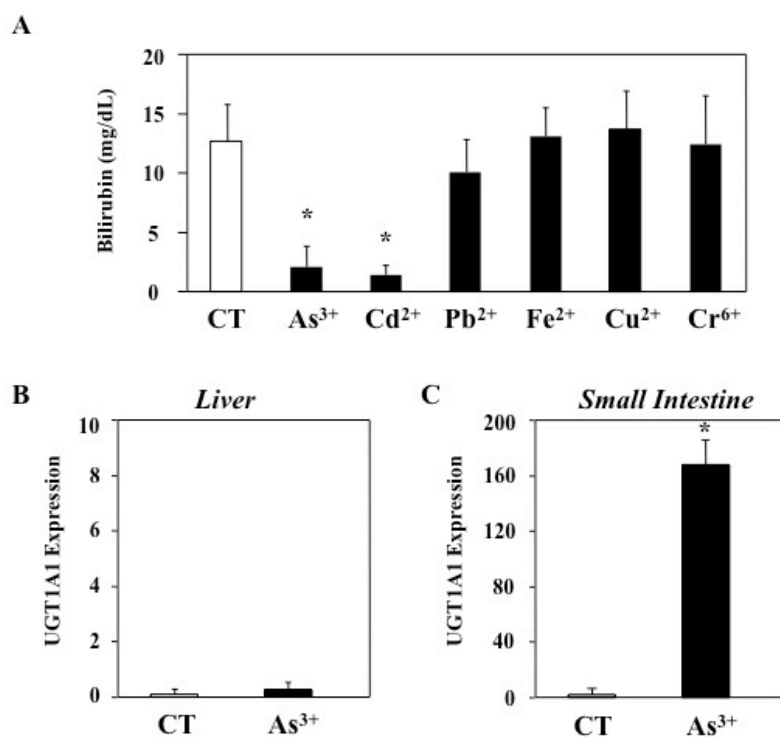 A
20
15
10
5
0
Bilirubin (mg/dL)
*
*
CT As³⁺ Cd²⁺ Pb²⁺ Fe²⁺ Cu²⁺ Cr⁶⁺
B Liver
10
8
6
4
2
0
UGT1A1 Expression
CT As³⁺
C Small Intestine
200
160
120
80
40
0
UGT1A1 Expression
*
CT As³⁺